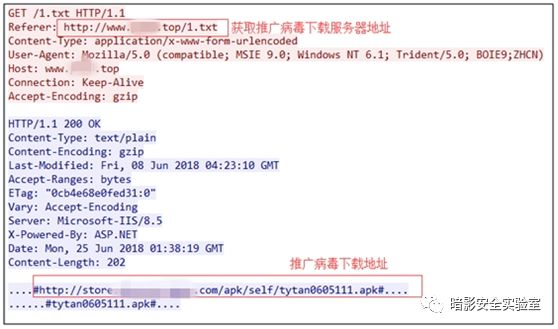 GET /1.txt HTTP/1.1
Referer: http://www. .top/1.txt 获取推广病毒下载服务器地址
Content-Type: application/x-www-form-urlencoded
User-Agent: Mozilla/5.0 (compatible; MSIE 9.0; Windows NT 6.1; Trident/5.0; BOIE9;ZHCN)
Host: www. .top
Connection: Keep-Alive
Accept-Encoding: gzip
HTTP/1.1 200 OK
Content-Type: text/plain
Content-Encoding: gzip
Last-Modified: Fri, 08 Jun 2018 04:23:10 GMT
Accept-Ranges: bytes
ETag: "0cb4e68e0fed31:0"
Vary: Accept-Encoding
Server: Microsoft-IIS/8.5
X-Powered-By: ASP.NET
Date: Mon, 25 Jun 2018 01:38:19 GMT
Content-Length: 202
推广病毒下载地址
....#http://store. .com/apk/self/tytan0605111.apk#....
......#tytan0605111.apk#....
暗影安全实验室